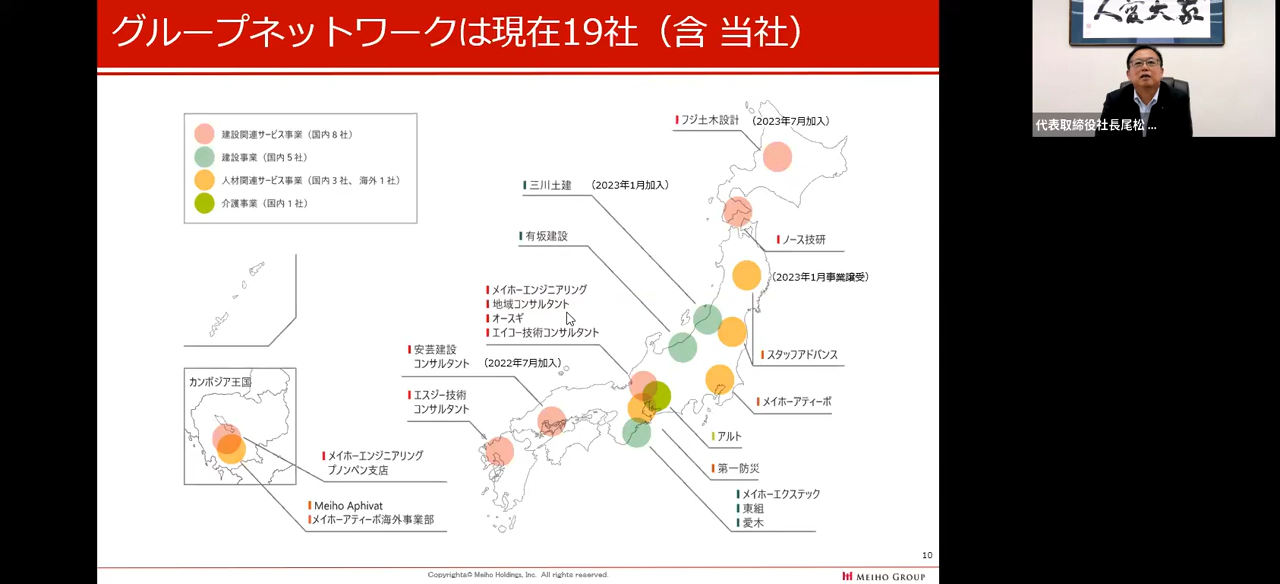 グループネットワークは現在19社（含 当社）
人愛大家
代表取締役社長尾松 ...
建設関連サービス事業（国内８社）
建設事業（国内５社）
人材関連サービス事業（国内３社、海外１社）
介護事業（国内１社）
フジ土木設計 （2023年7月加入）
三川土建 （2023年1月加入）
有坂建設
ノース技研
（2023年1月事業譲受）
メイホーエンジニアリング
地域コンサルタント
オースギ
エイコー技術コンサルタント
安芸建設
コンサルタント （2022年7月加入）
エスジー技術
コンサルタント
スタッフアドバンス
メイホーアティーボ
アルト
第一防災
メイホーエクステック
東組
愛木
カンボジア王国
メイホーエンジニアリング
プノンペン支店
Meiho Aphivat
メイホーアティーボ海外事業部
10
Copyrights© Meiho Holdings, Inc. All rights reserved.
MEIHO GROUP